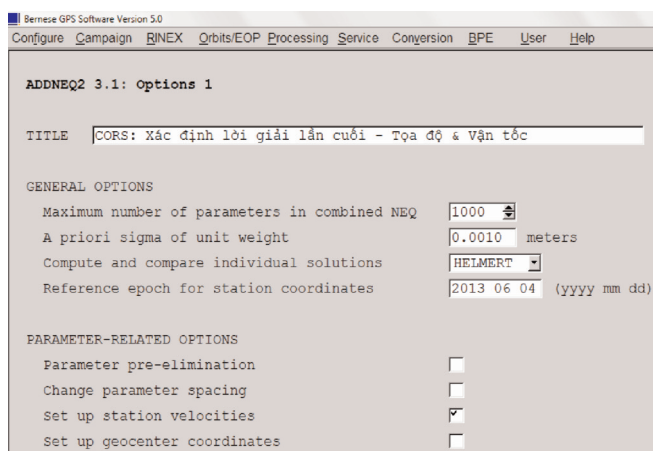 Bernese GPS Software Version 5.0
Configure Campaign RINEX Orbits/EOP Processing Service Conversion BPE User Help
ADDNEQ2 3.1: Options 1
TITLE CORS: Xác định lời giải lần cuối - Tọa độ & Vận tốc
GENERAL OPTIONS
Maximum number of parameters in combined NEQ 1000
A priori sigma of unit weight 0.0010 meters
Compute and compare individual solutions HELMERT
Reference epoch for station coordinates 2013 06 04 (yyyy mm dd)
PARAMETER-RELATED OPTIONS
Parameter pre-elimination
Change parameter spacing
Set up station velocities
Set up geocenter coordinates